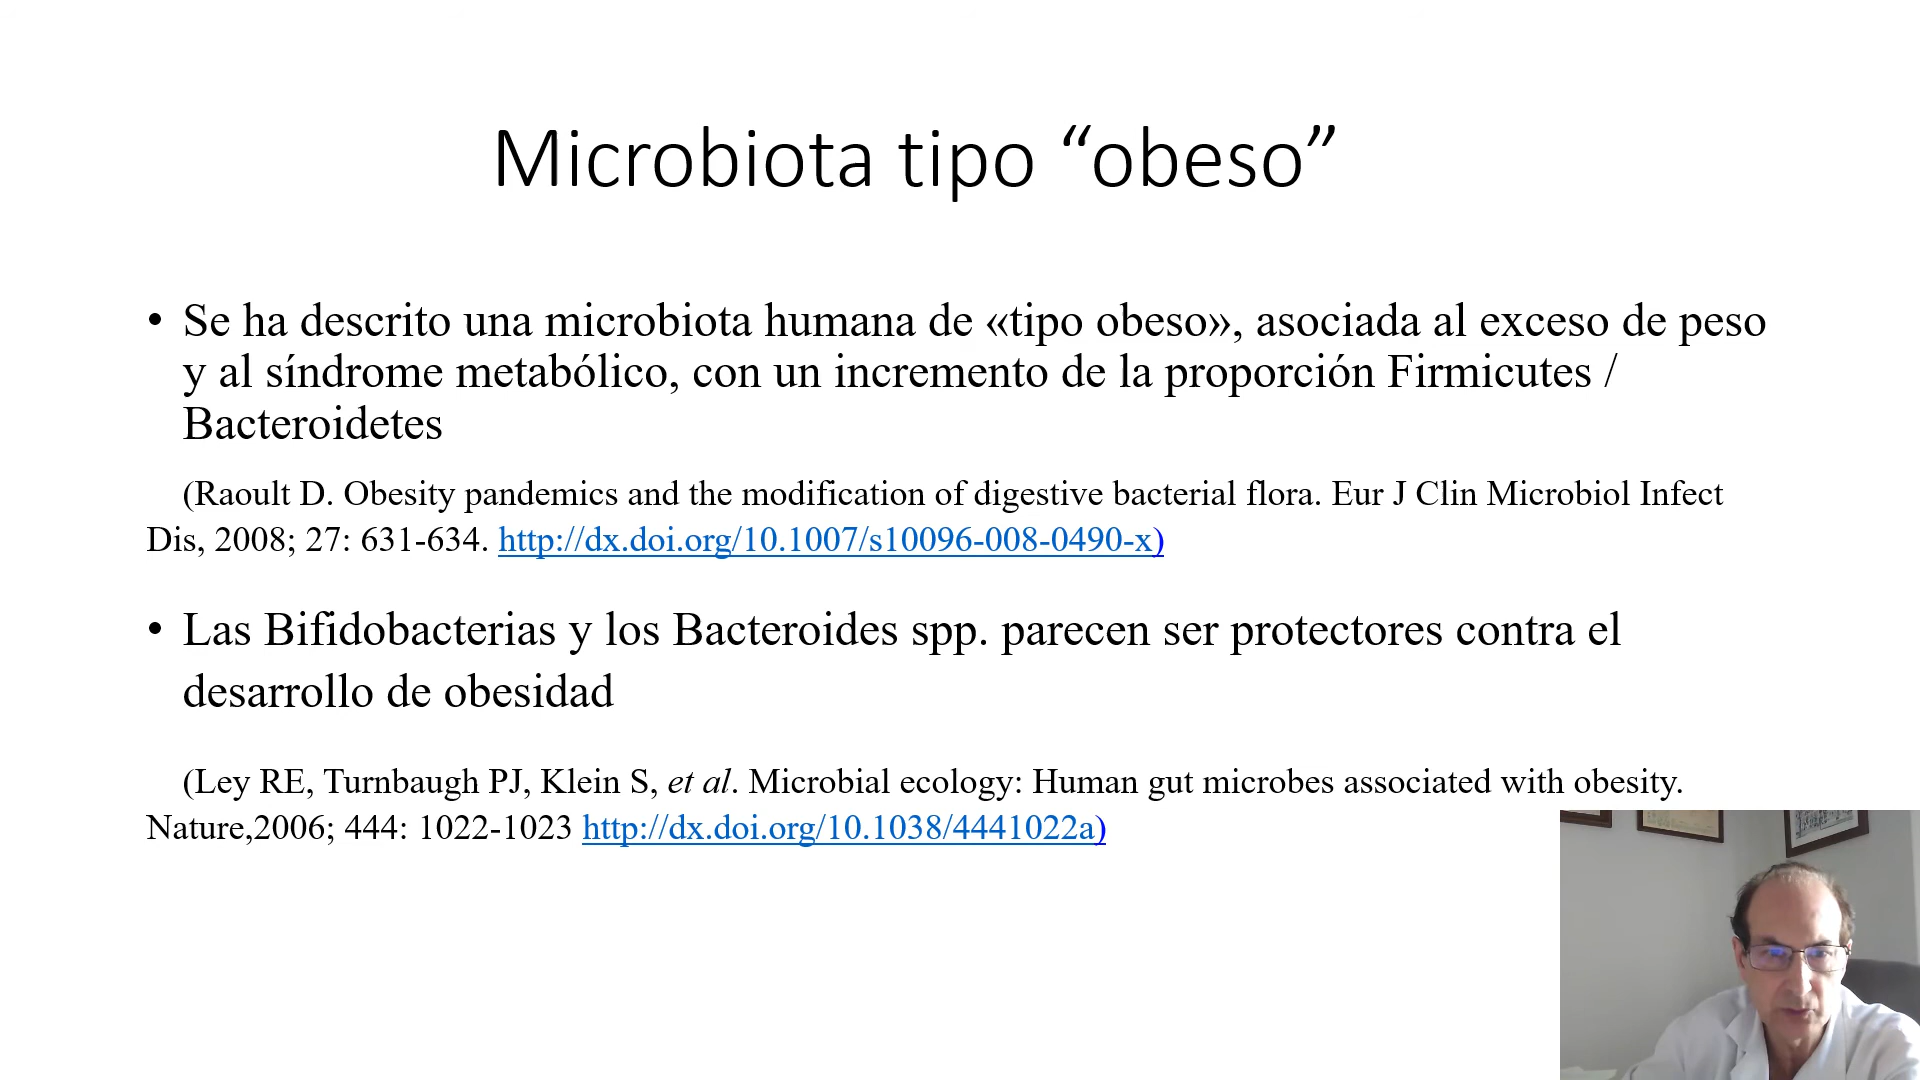 Microbiota tipo “obeso”
• Se ha descrito una microbiota humana de «tipo obeso», asociada al exceso de peso
y al síndrome metabólico, con un incremento de la proporción Firmicutes /
Bacteroidetes
(Raoult D. Obesity pandemics and the modification of digestive bacterial flora. Eur J Clin Microbiol Infect
Dis, 2008; 27: 631-634. http://dx.doi.org/10.1007/s10096-008-0490-x)
• Las Bifidobacterias y los Bacteroides spp. parecen ser protectores contra el
desarrollo de obesidad
(Ley RE, Turnbaugh PJ, Klein S, et al. Microbial ecology: Human gut microbes associated with obesity.
Nature,2006; 444: 1022-1023 http://dx.doi.org/10.1038/4441022a)